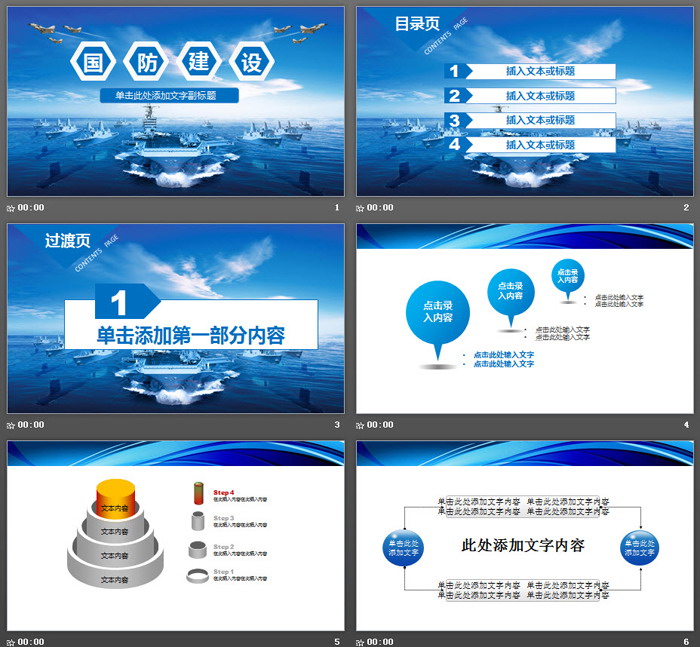 国 防 建 设
单击此处添加文字副标题
00:00
1
目录页
CONTENTS PAGE
1 插入文本或标题
2 插入文本或标题
3 插入文本或标题
4 插入文本或标题
00:00
2
过渡页
CONTENTS PAGE
1
单击添加第一部分内容
00:00
3
点击录
入内容
点击录
入内容
点击录
入内容
• 点击此处输入文字
• 点击此处输入文字
• 点击此处输入文字
• 点击此处输入文字
• 点击此处输入文字
• 点击此处输入文字
00:00
4
文本内容
文本内容
文本内容
文本内容
Step 4
在此插入内容在此插入内容
Step 3
在此插入内容在此插入内容
Step 2
在此插入内容在此插入内容
Step 1
在此插入内容在此插入内容
00:00
5
单击此处添加文字内容 单击此处添加文字内容
单击此处添加文字内容 单击此处添加文字内容
单击此处
添加文字
此处添加文字内容
单击此处
添加文字
单击此处添加文字内容 单击此处添加文字内容
单击此处添加文字内容 单击此处添加文字内容
00:00
6